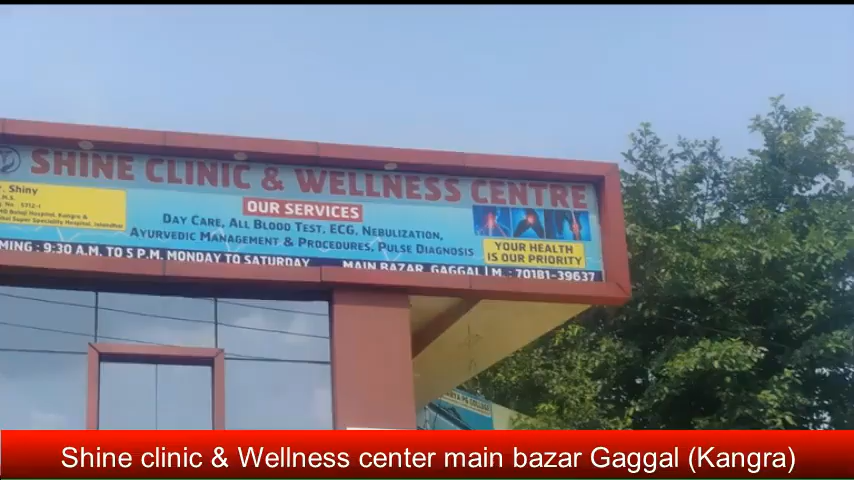 SHINE CLINIC & WELLNESS CENTRE
Shiny
OUR SERVICES
DAY CARE, ALL BLOOD TEST, ECG, NEBULIZATION,
AYURVEDIC MANAGEMENT & PROCEDURES, PULSE DIAGNOSIS
YOUR HEALTH
IS OUR PRIORITY
MING : 9:30 A.M. TO 5 P.M. MONDAY TO SATURDAY
MAIN BAZAR, GAGGAL | M. : 70181-39637
Shine clinic & Wellness center main bazar Gaggal (Kangra)